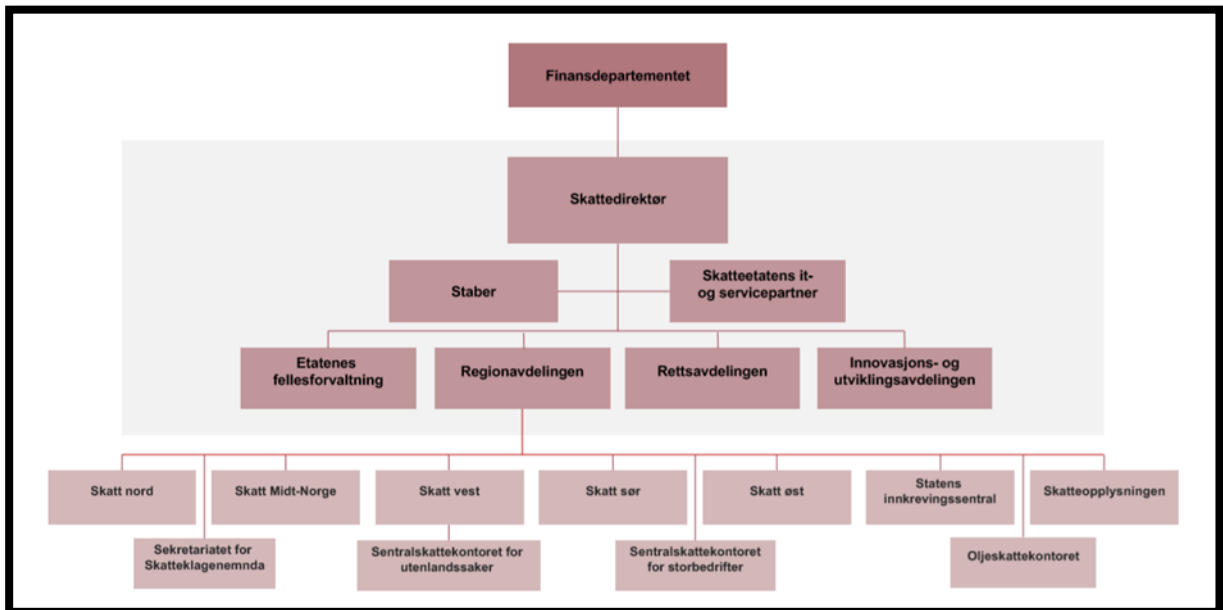 Finansdepartementet
Skattedirektør
Staber
Skatteetatens it-
og servicepartner
Etatenes
fellesforvaltning
Regionavdelingen
Rettsavdelingen
Innovasjons- og
utviklingsavdelingen
Skatt nord
Skatt Midt-Norge
Skatt vest
Skatt sør
Skatt øst
Statens
innkrevingssentral
Skatteopplysningen
Sekretariatet for
Skatteklagenemnda
Sentralskattekontoret for
utenlandssaker
Sentralskattekontoret
for storbedrifter
Oljeskattekontoret